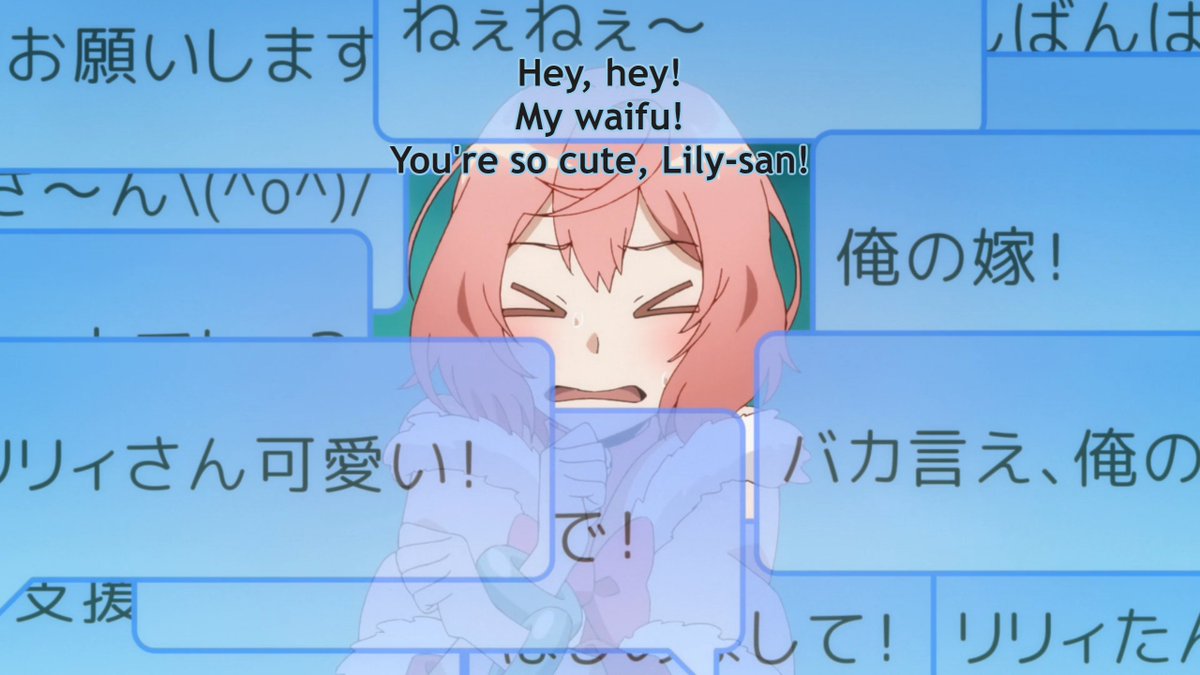 お願いします
ねぇねぇ〜
ばんは
Hey, hey!
My waifu!
You're so cute, Lily-san!
さ〜ん\(^o^)/
俺の嫁!
リリィさん可愛い!
バカ言え、俺の
で!
文援
して!
リリィたん